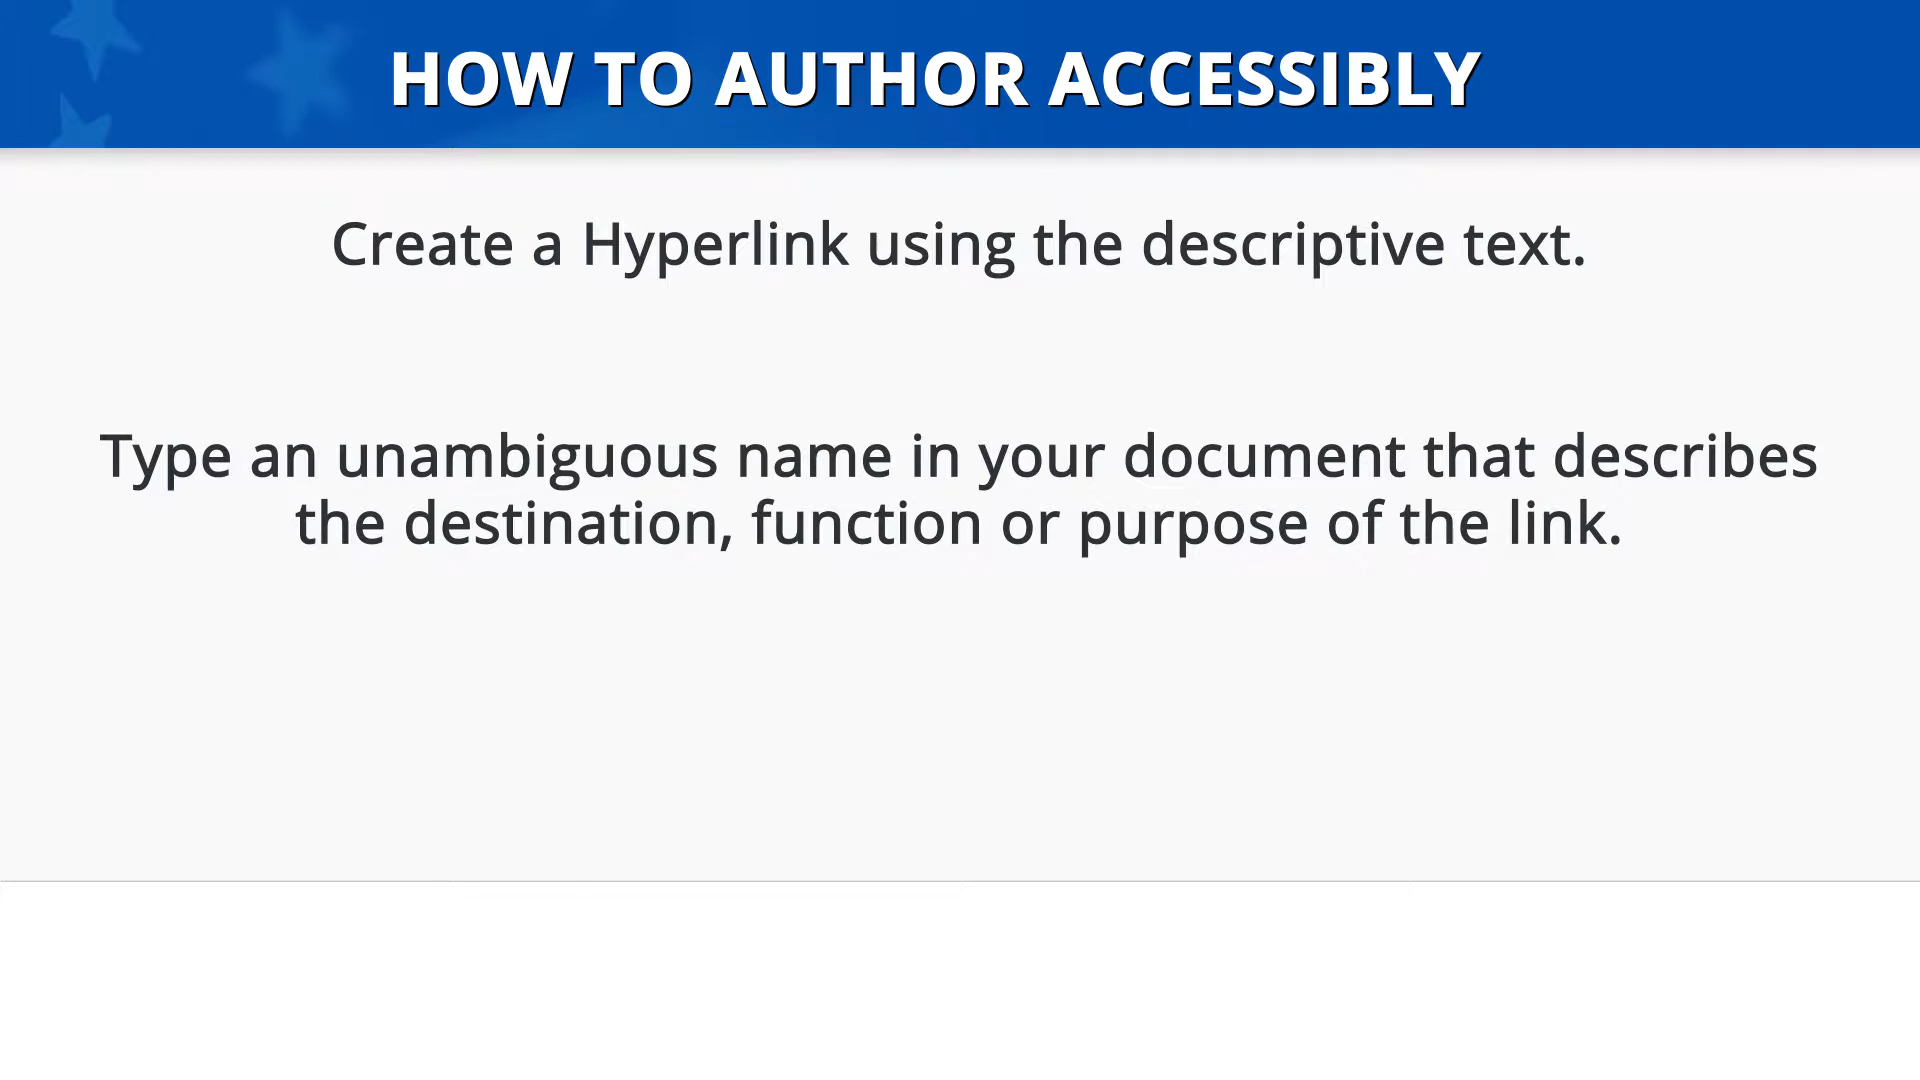 HOW TO AUTHOR ACCESSIBLY
Create a Hyperlink using the descriptive text.
Type an unambiguous name in your document that describes
the destination, function or purpose of the link.